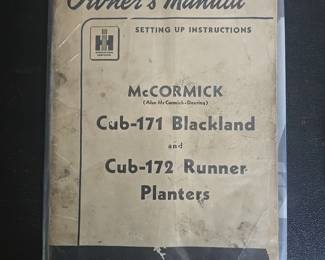 Owner's Manual
SETTING UP INSTRUCTIONS
IH
McCORMICK
(Also McCormick-Deering)
Cub-171 Blackland
and
Cub-172 Runner
Planters